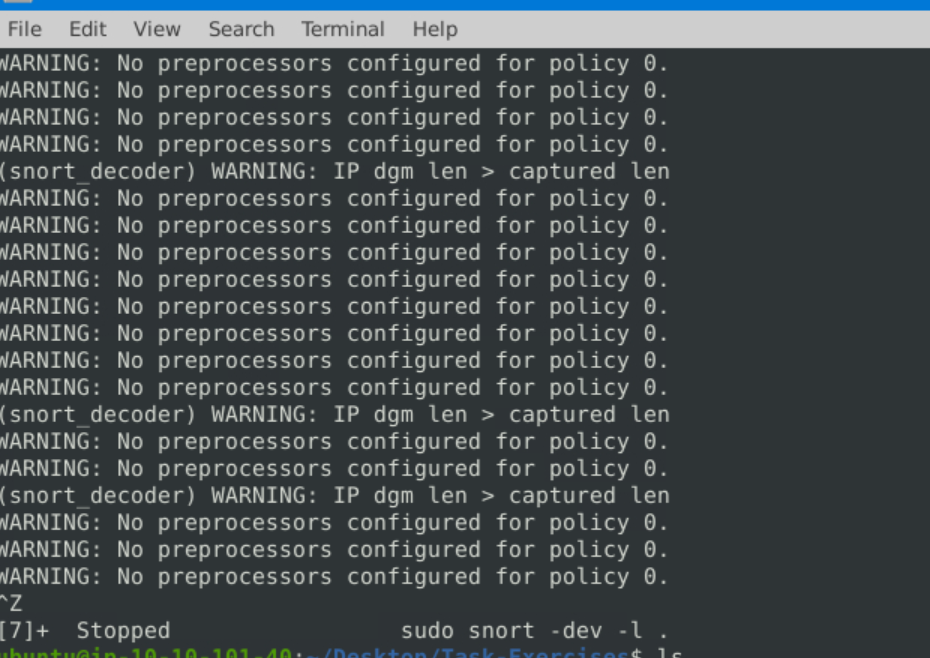 File Edit View Search Terminal Help
WARNING: No preprocessors configured for policy 0.
WARNING: No preprocessors configured for policy 0.
WARNING: No preprocessors configured for policy 0.
WARNING: No preprocessors configured for policy 0.
(snort_decoder) WARNING: IP dgm len > captured len
WARNING: No preprocessors configured for policy 0.
WARNING: No preprocessors configured for policy 0.
WARNING: No preprocessors configured for policy 0.
WARNING: No preprocessors configured for policy 0.
WARNING: No preprocessors configured for policy 0.
WARNING: No preprocessors configured for policy 0.
WARNING: No preprocessors configured for policy 0.
WARNING: No preprocessors configured for policy 0.
(snort_decoder) WARNING: IP dgm len > captured len
WARNING: No preprocessors configured for policy 0.
WARNING: No preprocessors configured for policy 0.
(snort_decoder) WARNING: IP dgm len > captured len
WARNING: No preprocessors configured for policy 0.
WARNING: No preprocessors configured for policy 0.
WARNING: No preprocessors configured for policy 0.
^Z
[7]+ Stopped sudo snort -dev -l .
ubuntu@ip-10-10-101-40:~/Desktop/Task-Exercises$ ls